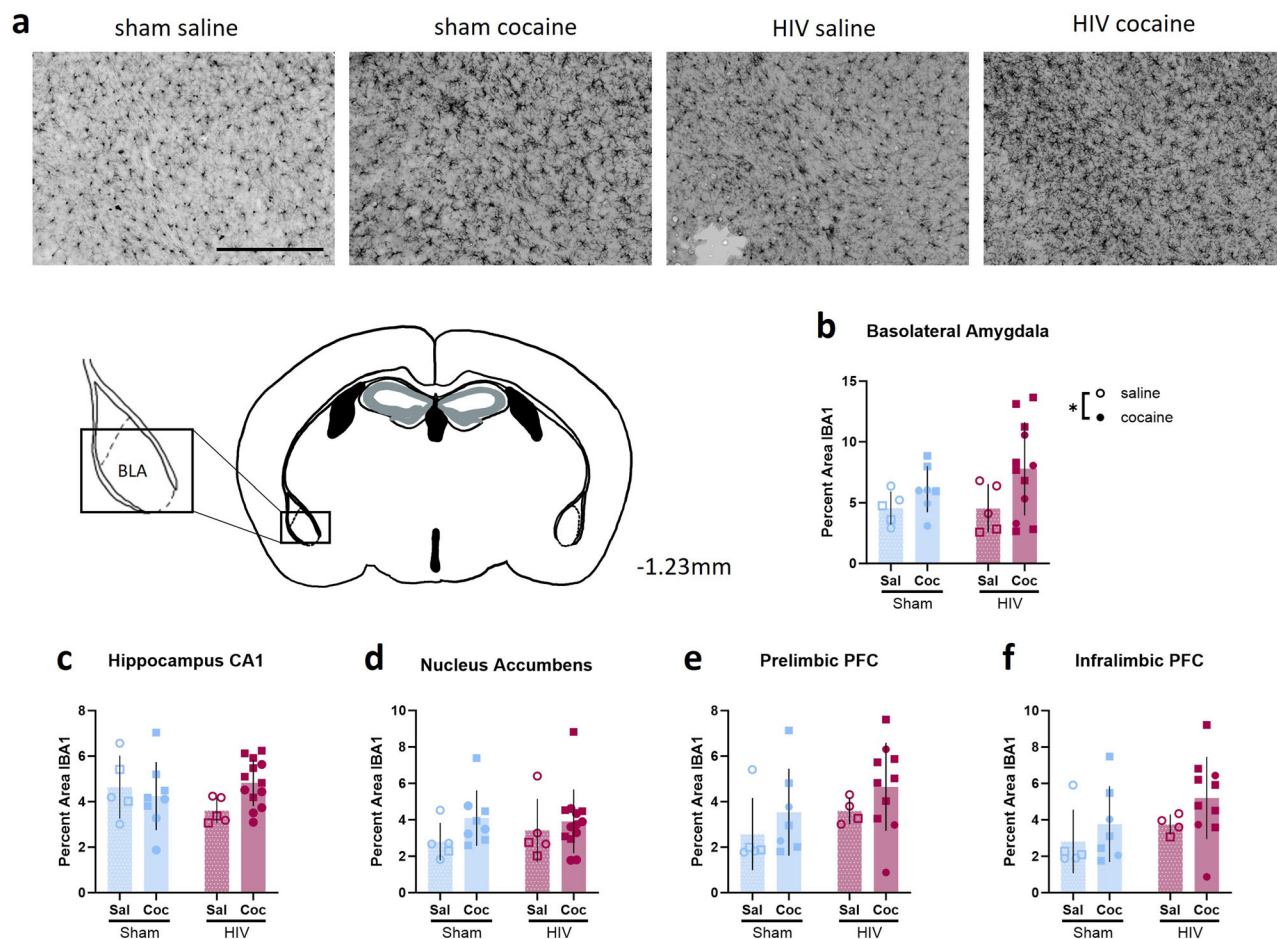 a
sham saline
sham cocaine
HIV saline
HIV cocaine
BLA
-1.23mm
b Basolateral Amygdala
Percent Area IBA1
15
10
5
0
Sal Coc Sal Coc
Sham HIV
saline
* cocaine
c Hippocampus CA1
Percent Area IBA1
8
6
4
2
0
Sal Coc Sal Coc
Sham HIV
d Nucleus Accumbens
Percent Area IBA1
10
8
6
4
2
0
Sal Coc Sal Coc
Sham HIV
e Prelimbic PFC
Percent Area IBA1
8
6
4
2
0
Sal Coc Sal Coc
Sham HIV
f Infralimbic PFC
Percent Area IBA1
10
8
6
4
2
0
Sal Coc Sal Coc
Sham HIV